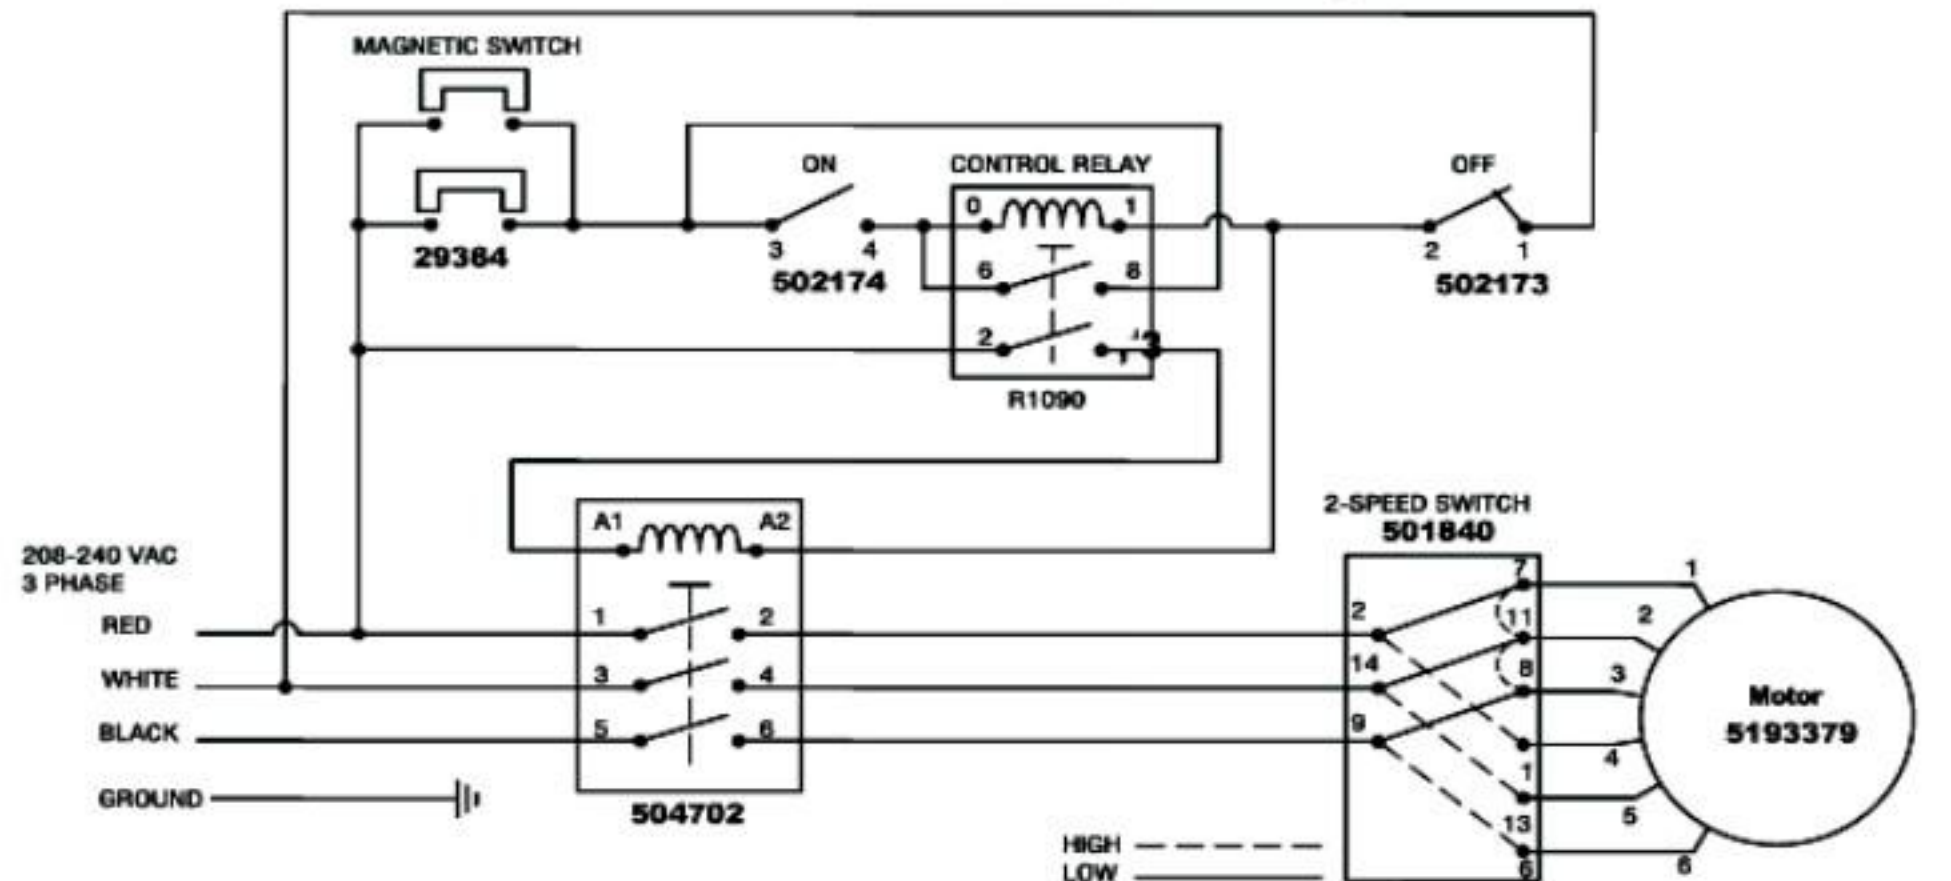 MAGNETIC SWITCH
29364
ON
3 4
502174
CONTROL RELAY
0 1
6 8
2
R1090
OFF
2 1
502173
208-240 VAC
3 PHASE
RED
WHITE
BLACK
GROUND
A1 A2
1 2
3 4
5 6
504702
2-SPEED SWITCH
501840
2
14
9
7
11
8
1
13
6
1
2
3
4
5
6
Motor
5193379
HIGH
LOW